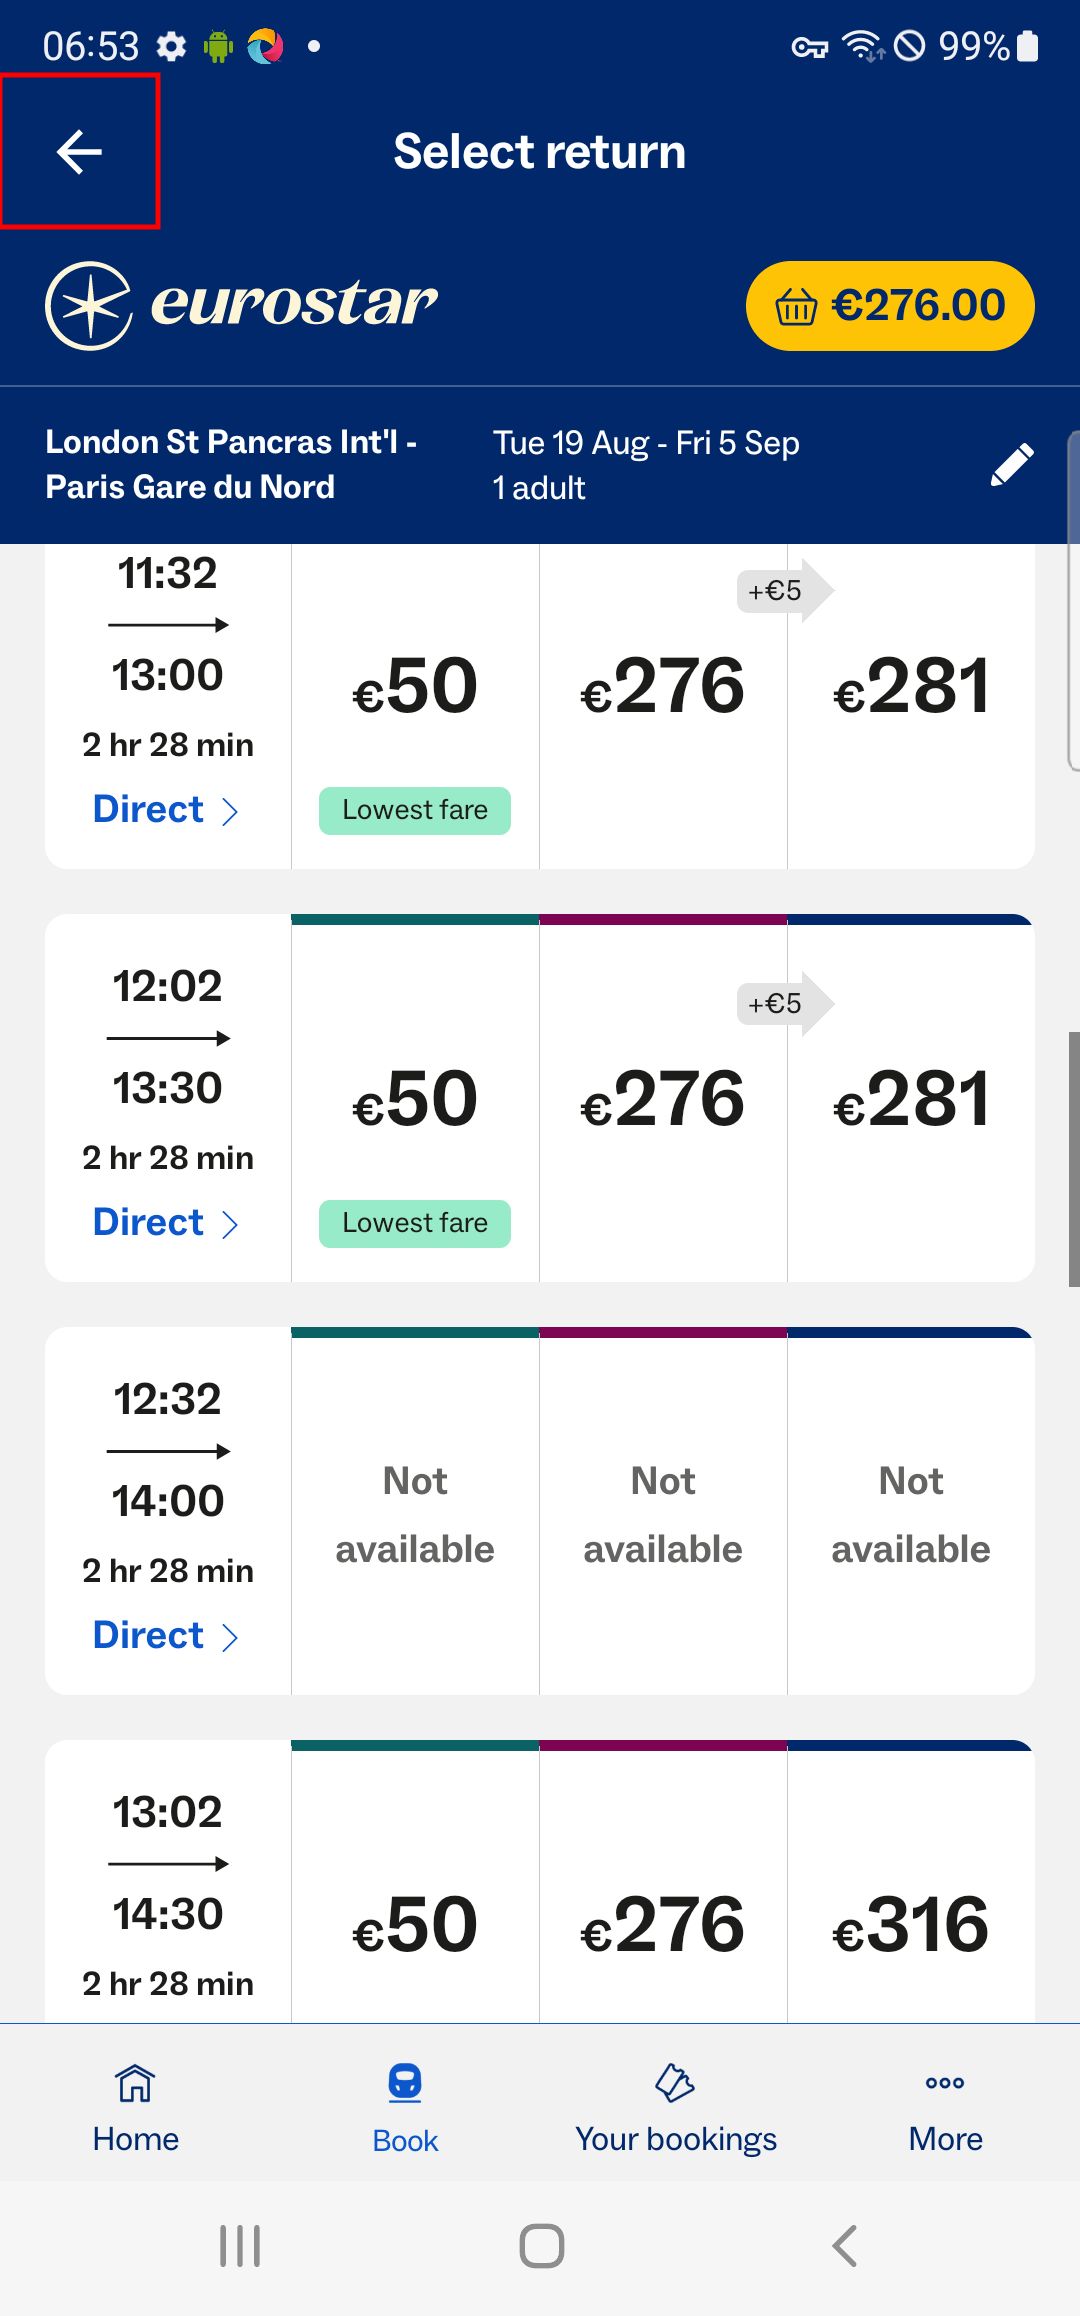 06:53
99%
Select return
eurostar
€276.00
London St Pancras Int'l -
Paris Gare du Nord
Tue 19 Aug - Fri 5 Sep
1 adult
11:32
13:00
2 hr 28 min
Direct
€50
Lowest fare
€276
+€5
€281
12:02
13:30
2 hr 28 min
Direct
€50
Lowest fare
€276
+€5
€281
12:32
14:00
2 hr 28 min
Direct
Not
available
Not
available
Not
available
13:02
14:30
2 hr 28 min
€50
€276
€316
Home
Book
Your bookings
More